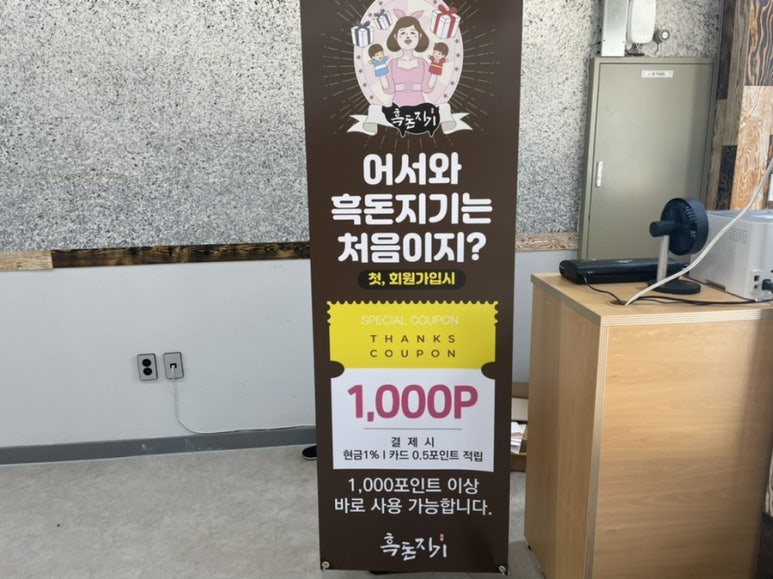 흑돈지기
어서와
흑돈지기는
처음이지?
첫, 회원가입시
SPECIAL COUPON
THANKS
COUPON
1,000P
결 제 시
현금1% | 카드 0.5포인트 적립
1,000포인트 이상
바로 사용 가능합니다.
흑돈지기